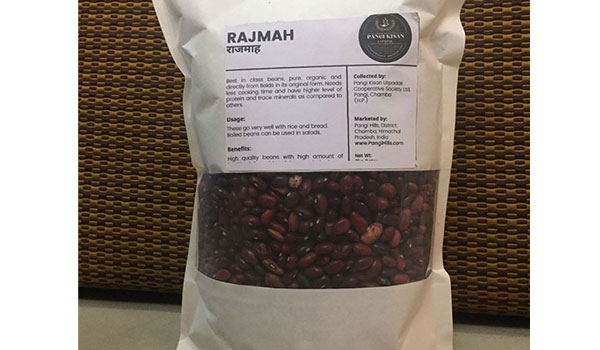 RAJMAH
राजमाह
Best in class beans, pure, organic and
directly from fields in its original form. Needs
less cooking time and have higher level of
protein and trace minerals as compared to
others.
Usage:
These go very well with rice and bread.
Boiled beans can be used in salads.
Benefits:
High quality beans with high amount of
PANGI KISAN
Collected by:
Pangi Kisan Utpadak
Cooperative Society Ltd,
Pangi, Chamba
(H.P.)
Marketed by:
Pangi Hills, District:
Chamba, Himachal
Pradesh, India
www.PangiHills.com
Net Wt: